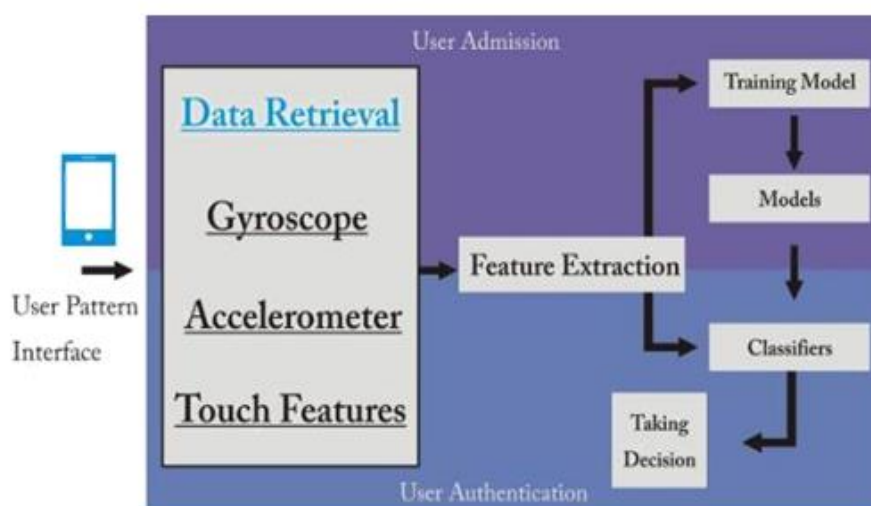 User Admission
Data Retrieval
Gyroscope
Accelerometer
Touch Features
User Pattern
Interface
Feature Extraction
Training Model
Models
Classifiers
Taking
Decision
User Authentication